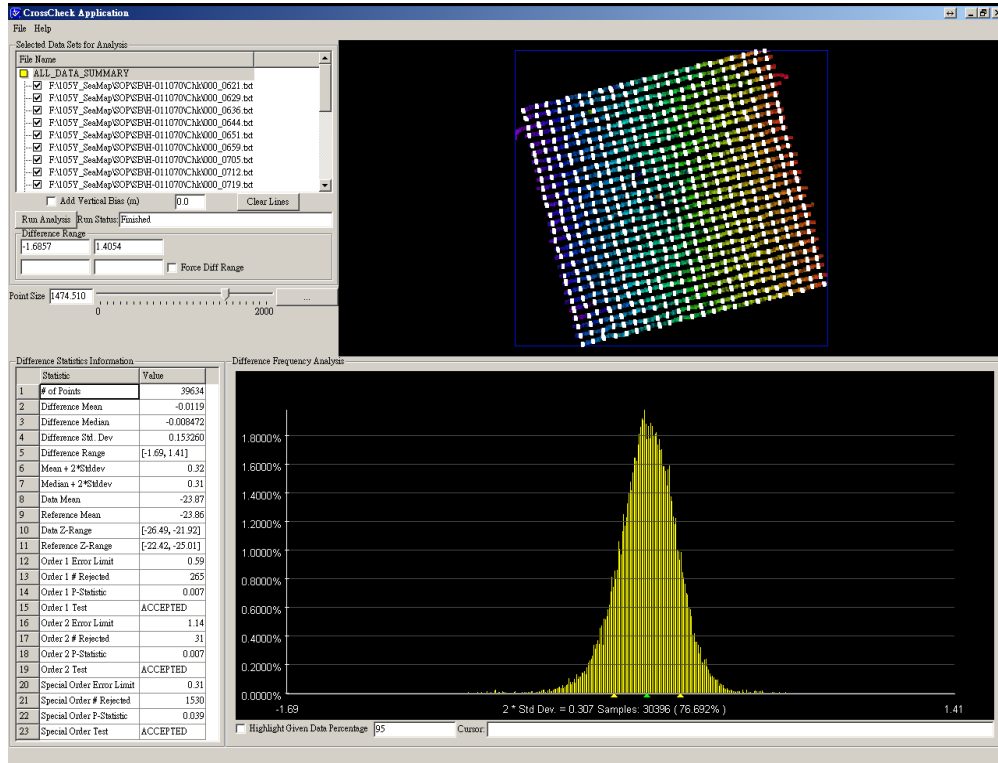 CrossCheck Application
File Help
Selected Data Sets for Analysis
File Name
ALL_DATA_SUMMARY
F:\105Y_SeaMap\SOP\SB\H-011070\Chk\000_0621.txt
F:\105Y_SeaMap\SOP\SB\H-011070\Chk\000_0629.txt
F:\105Y_SeaMap\SOP\SB\H-011070\Chk\000_0636.txt
F:\105Y_SeaMap\SOP\SB\H-011070\Chk\000_0644.txt
F:\105Y_SeaMap\SOP\SB\H-011070\Chk\000_0651.txt
F:\105Y_SeaMap\SOP\SB\H-011070\Chk\000_0659.txt
F:\105Y_SeaMap\SOP\SB\H-011070\Chk\000_0705.txt
F:\105Y_SeaMap\SOP\SB\H-011070\Chk\000_0712.txt
F:\105Y_SeaMap\SOP\SB\H-011070\Chk\000_0719.txt
Add Vertical Bias (m) 0.0 Clear Lines
Run Analysis Run Status: Finished
Difference Range
-1.6857 1.4054
Force Diff Range
Point Size 1474.510 ...
0 2000
Difference Statistics Information
Statistic Value
1 # of Points 39634
2 Difference Mean -0.0119
3 Difference Median -0.008472
4 Difference Std. Dev 0.153260
5 Difference Range [-1.69, 1.41]
6 Mean + 2*Stddev 0.32
7 Median + 2*Stddev 0.31
8 Data Mean -23.87
9 Reference Mean -23.86
10 Data Z-Range [-26.49, -21.92]
11 Reference Z-Range [-22.42, -25.01]
12 Order 1 Error Limit 0.59
13 Order 1 # Rejected 265
14 Order 1 P-Statistic 0.007
15 Order 1 Test ACCEPTED
16 Order 2 Error Limit 1.14
17 Order 2 # Rejected 31
18 Order 2 P-Statistic 0.007
19 Order 2 Test ACCEPTED
20 Special Order Error Limit 0.31
21 Special Order # Rejected 1530
22 Special Order P-Statistic 0.039
23 Special Order Test ACCEPTED
Difference Frequency Analysis
1.8000%
1.6000%
1.4000%
1.2000%
1.0000%
0.8000%
0.6000%
0.4000%
0.2000%
0.0000%
-1.69 2 * Std Dev. = 0.307 Samples: 30396 ( 76.692% ) 1.41
Highlight Given Data Percentage 95 Cursor: